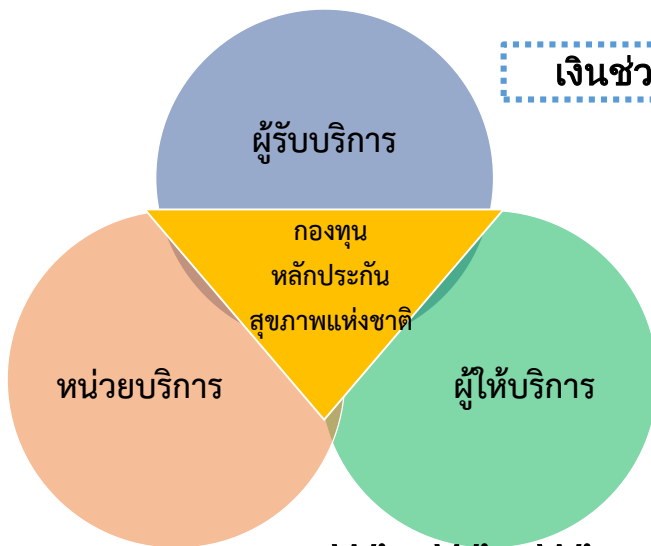 เงินช่ว
ผู้รับบริการ
กองทุน
หลักประกัน
สุขภาพแห่งชาติ
หน่วยบริการ
ผู้ให้บริการ